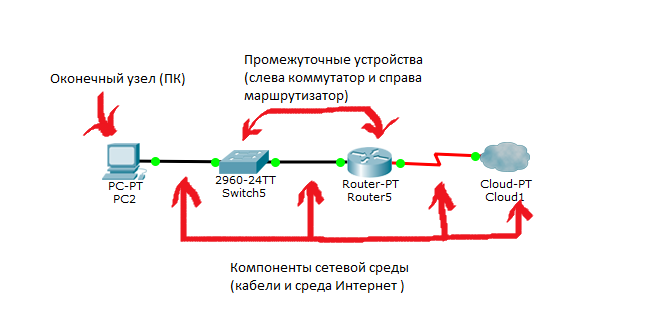 Промежуточные устройства
(слева коммутатор и справа
маршрутизатор)
Оконечный узел (ПК)
PC-PT
PC2
2960-24TT
Switch5
Router-PT
Router5
Cloud-PT
Cloud1
Компоненты сетевой среды
(кабели и среда Интернет )